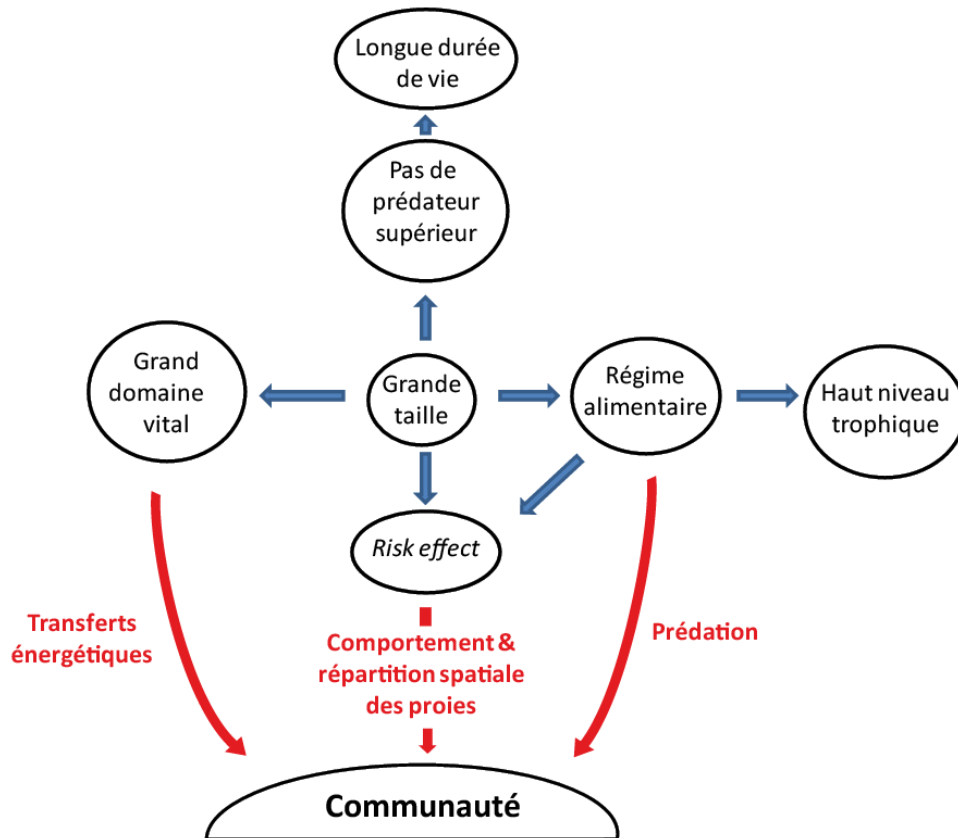 Longue durée
de vie
Pas de
prédateur
supérieur
Grand
domaine
vital
Grande
taille
Régime
alimentaire
Haut niveau
trophique
Risk effect
Transferts
énergétiques
Comportement &
répartition spatiale
des proies
Prédation
Communauté